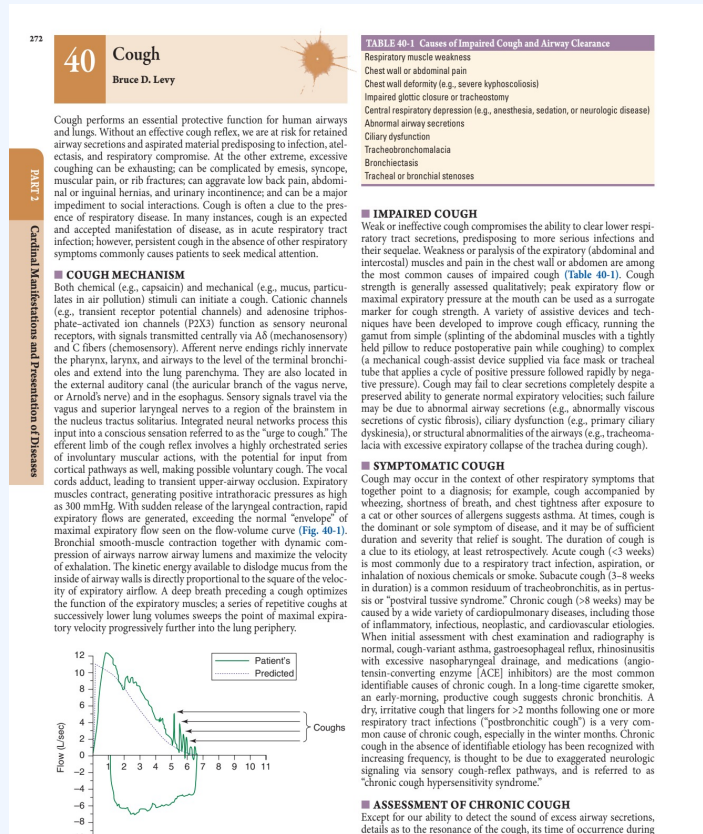 272
PART 2
Cardinal Manifestations and Presentation of Diseases
40 Cough
Bruce D. Levy
Cough performs an essential protective function for human airways
and lungs. Without an effective cough reflex, we are at risk for retained
airway secretions and aspirated material predisposing to infection, atel-
ectasis, and respiratory compromise. At the other extreme, excessive
coughing can be exhausting; can be complicated by emesis, syncope,
muscular pain, or rib fractures; can aggravate low back pain, abdomi-
nal or inguinal hernias, and urinary incontinence; and can be a major
impediment to social interactions. Cough is often a clue to the pres-
ence of respiratory disease. In many instances, cough is an expected
and accepted manifestation of disease, as in acute respiratory tract
infection; however, persistent cough in the absence of other respiratory
symptoms commonly causes patients to seek medical attention.
■ COUGH MECHANISM
Both chemical (e.g., capsaicin) and mechanical (e.g., mucus, particu-
lates in air pollution) stimuli can initiate a cough. Cationic channels
(e.g., transient receptor potential channels) and adenosine triphos-
phate–activated ion channels (P2X3) function as sensory neuronal
receptors, with signals transmitted centrally via Aδ (mechanosensory)
and C fibers (chemosensory). Afferent nerve endings richly innervate
the pharynx, larynx, and airways to the level of the terminal bronchi-
oles and extend into the lung parenchyma. They are also located in
the external auditory canal (the auricular branch of the vagus nerve,
or Arnold's nerve) and in the esophagus. Sensory signals travel via the
vagus and superior laryngeal nerves to a region of the brainstem in
the nucleus tractus solitarius. Integrated neural networks process this
input into a conscious sensation referred to as the "urge to cough." The
efferent limb of the cough reflex involves a highly orchestrated series
of involuntary muscular actions, with the potential for input from
cortical pathways as well, making possible voluntary cough. The vocal
cords adduct, leading to transient upper-airway occlusion. Expiratory
muscles contract, generating positive intrathoracic pressures as high
as 300 mmHg. With sudden release of the laryngeal contraction, rapid
expiratory flows are generated, exceeding the normal "envelope" of
maximal expiratory flow seen on the flow-volume curve (Fig. 40-1).
Bronchial smooth-muscle contraction together with dynamic com-
pression of airways narrow airway lumens and maximize the velocity
of exhalation. The kinetic energy available to dislodge mucus from the
inside of airway walls is directly proportional to the square of the veloc-
ity of expiratory airflow. A deep breath preceding a cough optimizes
the function of the expiratory muscles; a series of repetitive coughs at
successively lower lung volumes sweeps the point of maximal expira-
tory velocity progressively further into the lung periphery.
Flow (L/sec)
12
10
8
6
4
2
0
–2
–4
–6
–8
1 2 3 4 5 6 7 8 9 10 11
Patient's
Predicted
Coughs
TABLE 40-1 Causes of Impaired Cough and Airway Clearance
Respiratory muscle weakness
Chest wall or abdominal pain
Chest wall deformity (e.g., severe kyphoscoliosis)
Impaired glottic closure or tracheostomy
Central respiratory depression (e.g., anesthesia, sedation, or neurologic disease)
Abnormal airway secretions
Ciliary dysfunction
Tracheobronchomalacia
Bronchiectasis
Tracheal or bronchial stenoses
■ IMPAIRED COUGH
Weak or ineffective cough compromises the ability to clear lower respi-
ratory tract secretions, predisposing to more serious infections and
their sequelae. Weakness or paralysis of the expiratory (abdominal and
intercostal) muscles and pain in the chest wall or abdomen are among
the most common causes of impaired cough (Table 40-1). Cough
strength is generally assessed qualitatively; peak expiratory flow or
maximal expiratory pressure at the mouth can be used as a surrogate
marker for cough strength. A variety of assistive devices and tech-
niques have been developed to improve cough efficacy, running the
gamut from simple (splinting of the abdominal muscles with a tightly
held pillow to reduce postoperative pain while coughing) to complex
(a mechanical cough-assist device supplied via face mask or tracheal
tube that applies a cycle of positive pressure followed rapidly by nega-
tive pressure). Cough may fail to clear secretions completely despite a
preserved ability to generate normal expiratory velocities; such failure
may be due to abnormal airway secretions (e.g., abnormally viscous
secretions of cystic fibrosis), ciliary dysfunction (e.g., primary ciliary
dyskinesia), or structural abnormalities of the airways (e.g., tracheoma-
lacia with excessive expiratory collapse of the trachea during cough).
■ SYMPTOMATIC COUGH
Cough may occur in the context of other respiratory symptoms that
together point to a diagnosis; for example, cough accompanied by
wheezing, shortness of breath, and chest tightness after exposure to
a cat or other sources of allergens suggests asthma. At times, cough is
the dominant or sole symptom of disease, and it may be of sufficient
duration and severity that relief is sought. The duration of cough is
a clue to its etiology, at least retrospectively. Acute cough (<3 weeks)
is most commonly due to a respiratory tract infection, aspiration, or
inhalation of noxious chemicals or smoke. Subacute cough (3–8 weeks
in duration) is a common residuum of tracheobronchitis, as in pertus-
sis or "postviral tussive syndrome." Chronic cough (>8 weeks) may be
caused by a wide variety of cardiopulmonary diseases, including those
of inflammatory, infectious, neoplastic, and cardiovascular etiologies.
When initial assessment with chest examination and radiography is
normal, cough-variant asthma, gastroesophageal reflux, rhinosinusitis
with excessive nasopharyngeal drainage, and medications (angio-
tensin-converting enzyme [ACE] inhibitors) are the most common
identifiable causes of chronic cough. In a long-time cigarette smoker,
an early-morning, productive cough suggests chronic bronchitis. A
dry, irritative cough that lingers for >2 months following one or more
respiratory tract infections ("postbronchitic cough") is a very com-
mon cause of chronic cough, especially in the winter months. Chronic
cough in the absence of identifiable etiology has been recognized with
increasing frequency, is thought to be due to exaggerated neurologic
signaling via sensory cough-reflex pathways, and is referred to as
"chronic cough hypersensitivity syndrome."
■ ASSESSMENT OF CHRONIC COUGH
Except for our ability to detect the sound of excess airway secretions,
details as to the resonance of the cough, its time of occurrence during